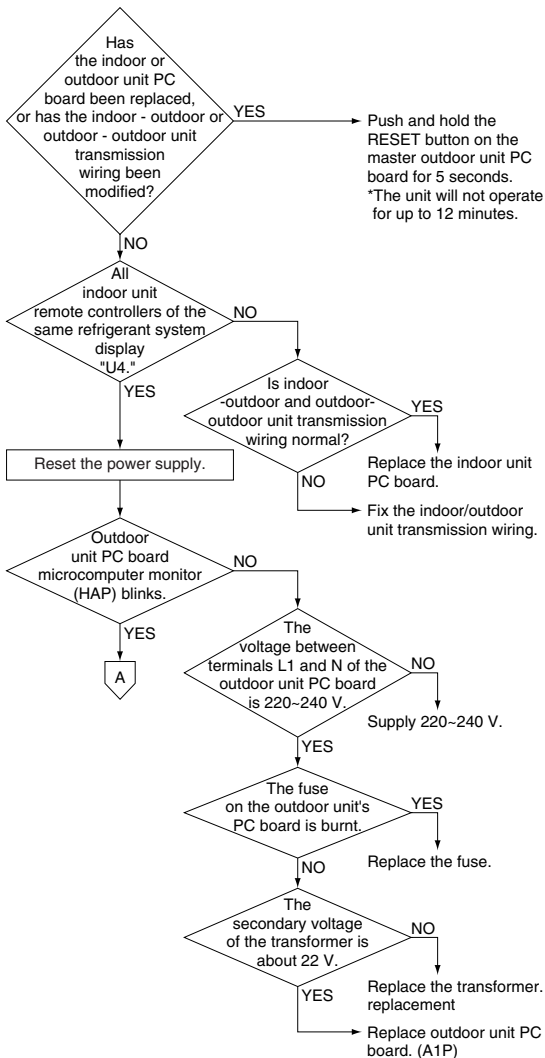 Has
the indoor or
outdoor unit PC
board been replaced,
or has the indoor - outdoor or
outdoor - outdoor unit
transmission
wiring been
modified?
YES
Push and hold the
RESET button on the
master outdoor unit PC
board for 5 seconds.
*The unit will not operate
for up to 12 minutes.
NO
All
indoor unit
remote controllers of the
same refrigerant system
display
"U4."
NO
YES
Is indoor
-outdoor and outdoor-
outdoor unit transmission
wiring normal?
YES
Replace the indoor unit
PC board.
NO
Fix the indoor/outdoor
unit transmission wiring.
Reset the power supply.
Outdoor
unit PC board
microcomputer monitor
(HAP) blinks.
NO
YES
A
The
voltage between
terminals L1 and N of the
outdoor unit PC board
is 220~240 V.
NO
Supply 220~240 V.
YES
The fuse
on the outdoor unit's
PC board is burnt.
YES
Replace the fuse.
NO
The
secondary voltage
of the transformer is
about 22 V.
NO
Replace the transformer.
replacement
YES
Replace outdoor unit PC
board. (A1P)